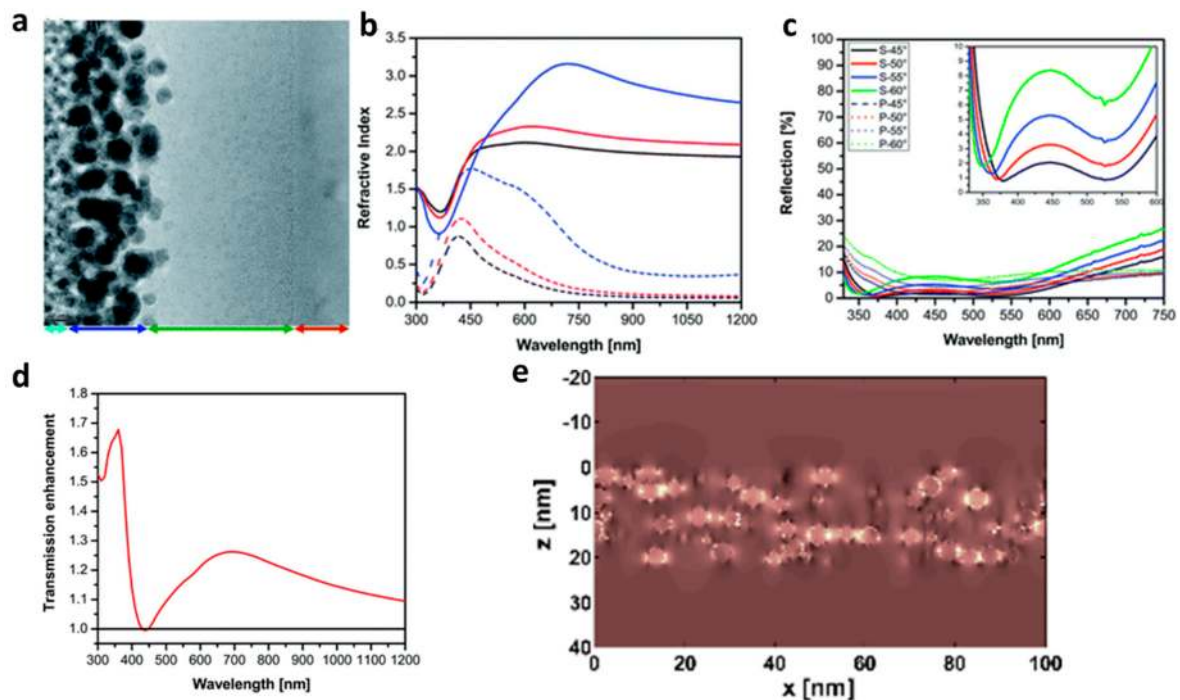 a
b
3.5
3.0
2.5
2.0
1.5
1.0
0.5
0.0
Refractive Index
300 450 600 750 900 1050 1200
Wavelength [nm]
c
100
90
80
70
60
50
40
30
20
10
0
Reflection [%]
S-45°
S-50°
S-55°
S-60°
P-45°
P-50°
P-55°
P-60°
10
9
8
7
6
5
4
3
2
1
0
350 400 450 500 550 600
350 400 450 500 550 600 650 700 750
Wavelength [nm]
d
1.8
1.7
1.6
1.5
1.4
1.3
1.2
1.1
1.0
Transmission enhancement
300 400 500 600 700 800 900 1000 1100 1200
Wavelength [nm]
e
-20
-10
0
10
20
30
40
z [nm]
0 20 40 60 80 100
x [nm]